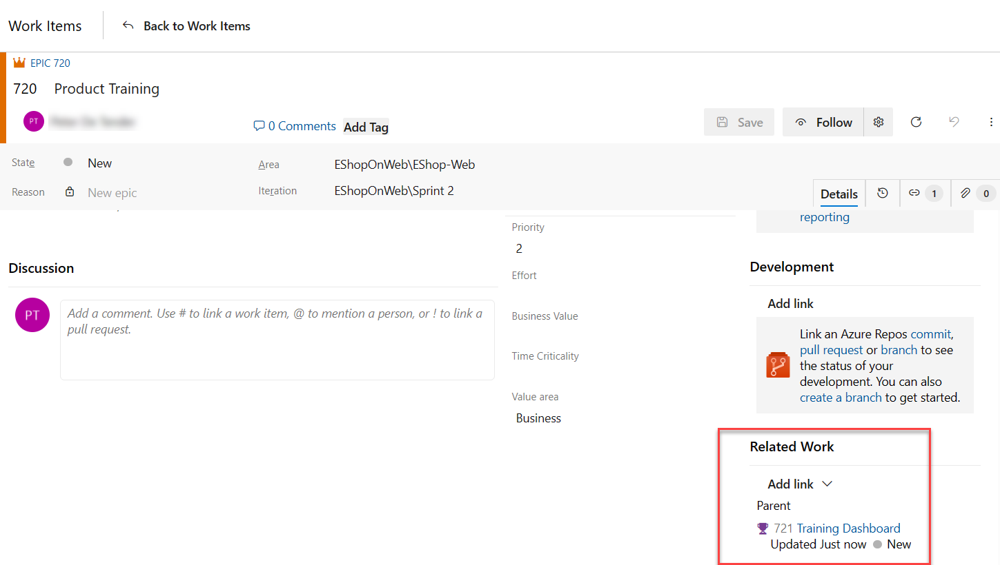 Work Items
Back to Work Items
EPIC 720
720 Product Training
PT
0 Comments
Add Tag
Save
Follow
State
New
Area
EShopOnWeb\EShop-Web
Reason
New epic
Iteration
EShopOnWeb\Sprint 2
Details
1
0
Discussion
PT
Add a comment. Use # to link a work item, @ to mention a person, or ! to link a
pull request.
Priority
2
Effort
Business Value
Time Criticality
Value area
Business
reporting
Development
Add link
Link an Azure Repos commit,
pull request or branch to see
the status of your
development. You can also
create a branch to get started.
Related Work
Add link
Parent
721 Training Dashboard
Updated Just now New